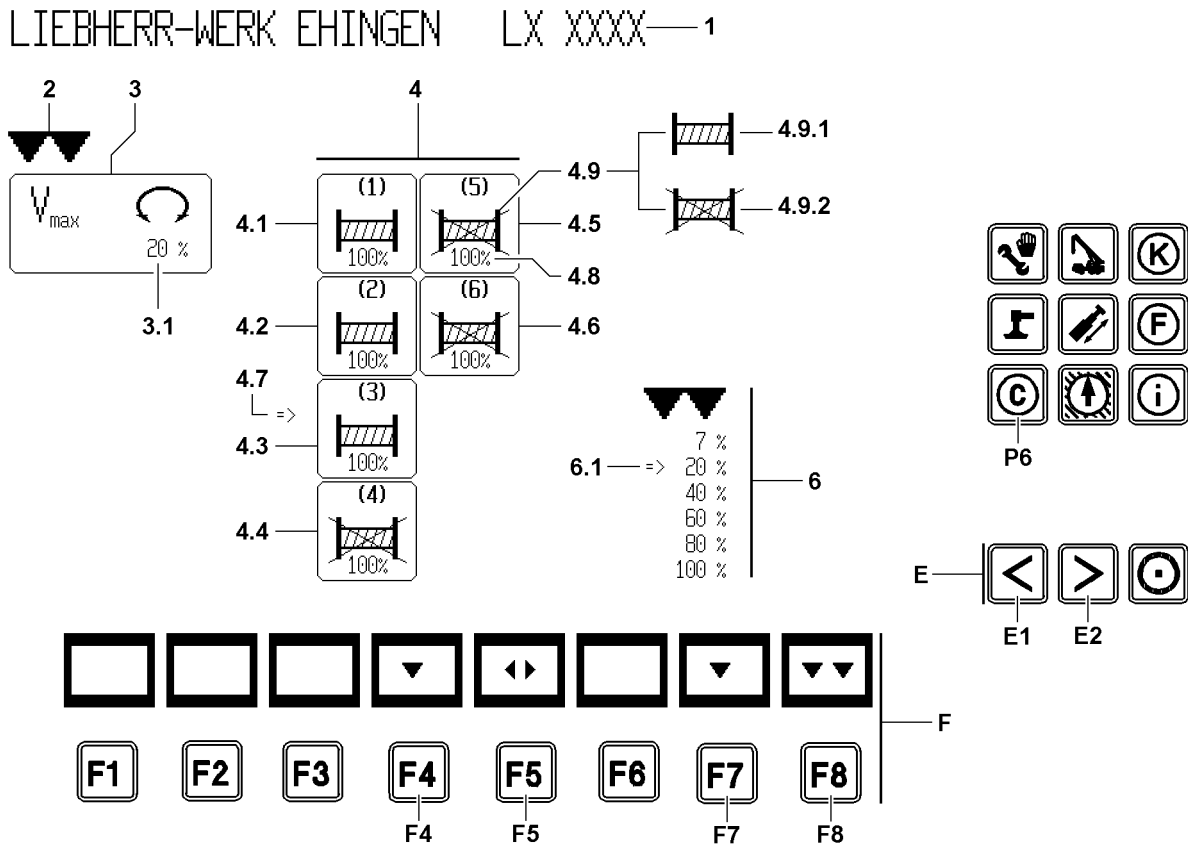 LIEBHERR-WERK EHINGEN LX XXXX 1
2 3 4
4.9.1
4.9
4.9.2
Vmax
20 %
3.1
4.1 (1) 100%
(5) 100% 4.5
4.8
4.2 (2) 100%
(6) 100% 4.6
4.7 =>
4.3 (3) 100%
4.4 (4) 100%
7 %
6.1 => 20 %
40 %
60 %
80 %
100 %
6
K
F
C i
P6
E < >
E1 E2
F
F1 F2 F3 F4 F5 F6 F7 F8
F4 F5 F7 F8